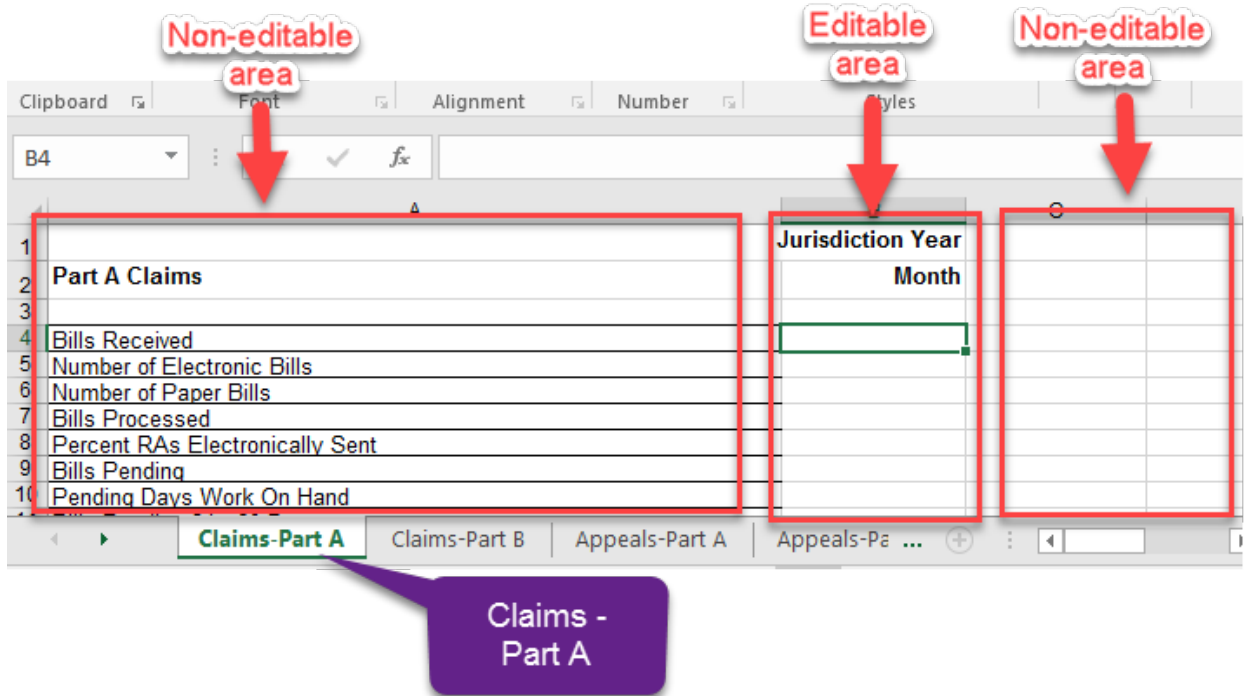 Non-editable
area
Editable
area
Non-editable
area
Clipboard Font Alignment Number Styles
B4 fx
A B C
1 Jurisdiction Year
2 Part A Claims Month
3
4 Bills Received
5 Number of Electronic Bills
6 Number of Paper Bills
7 Bills Processed
8 Percent RAs Electronically Sent
9 Bills Pending
10 Pending Days Work On Hand
Claims-Part A Claims-Part B Appeals-Part A Appeals-Pa ...
Claims -
Part A